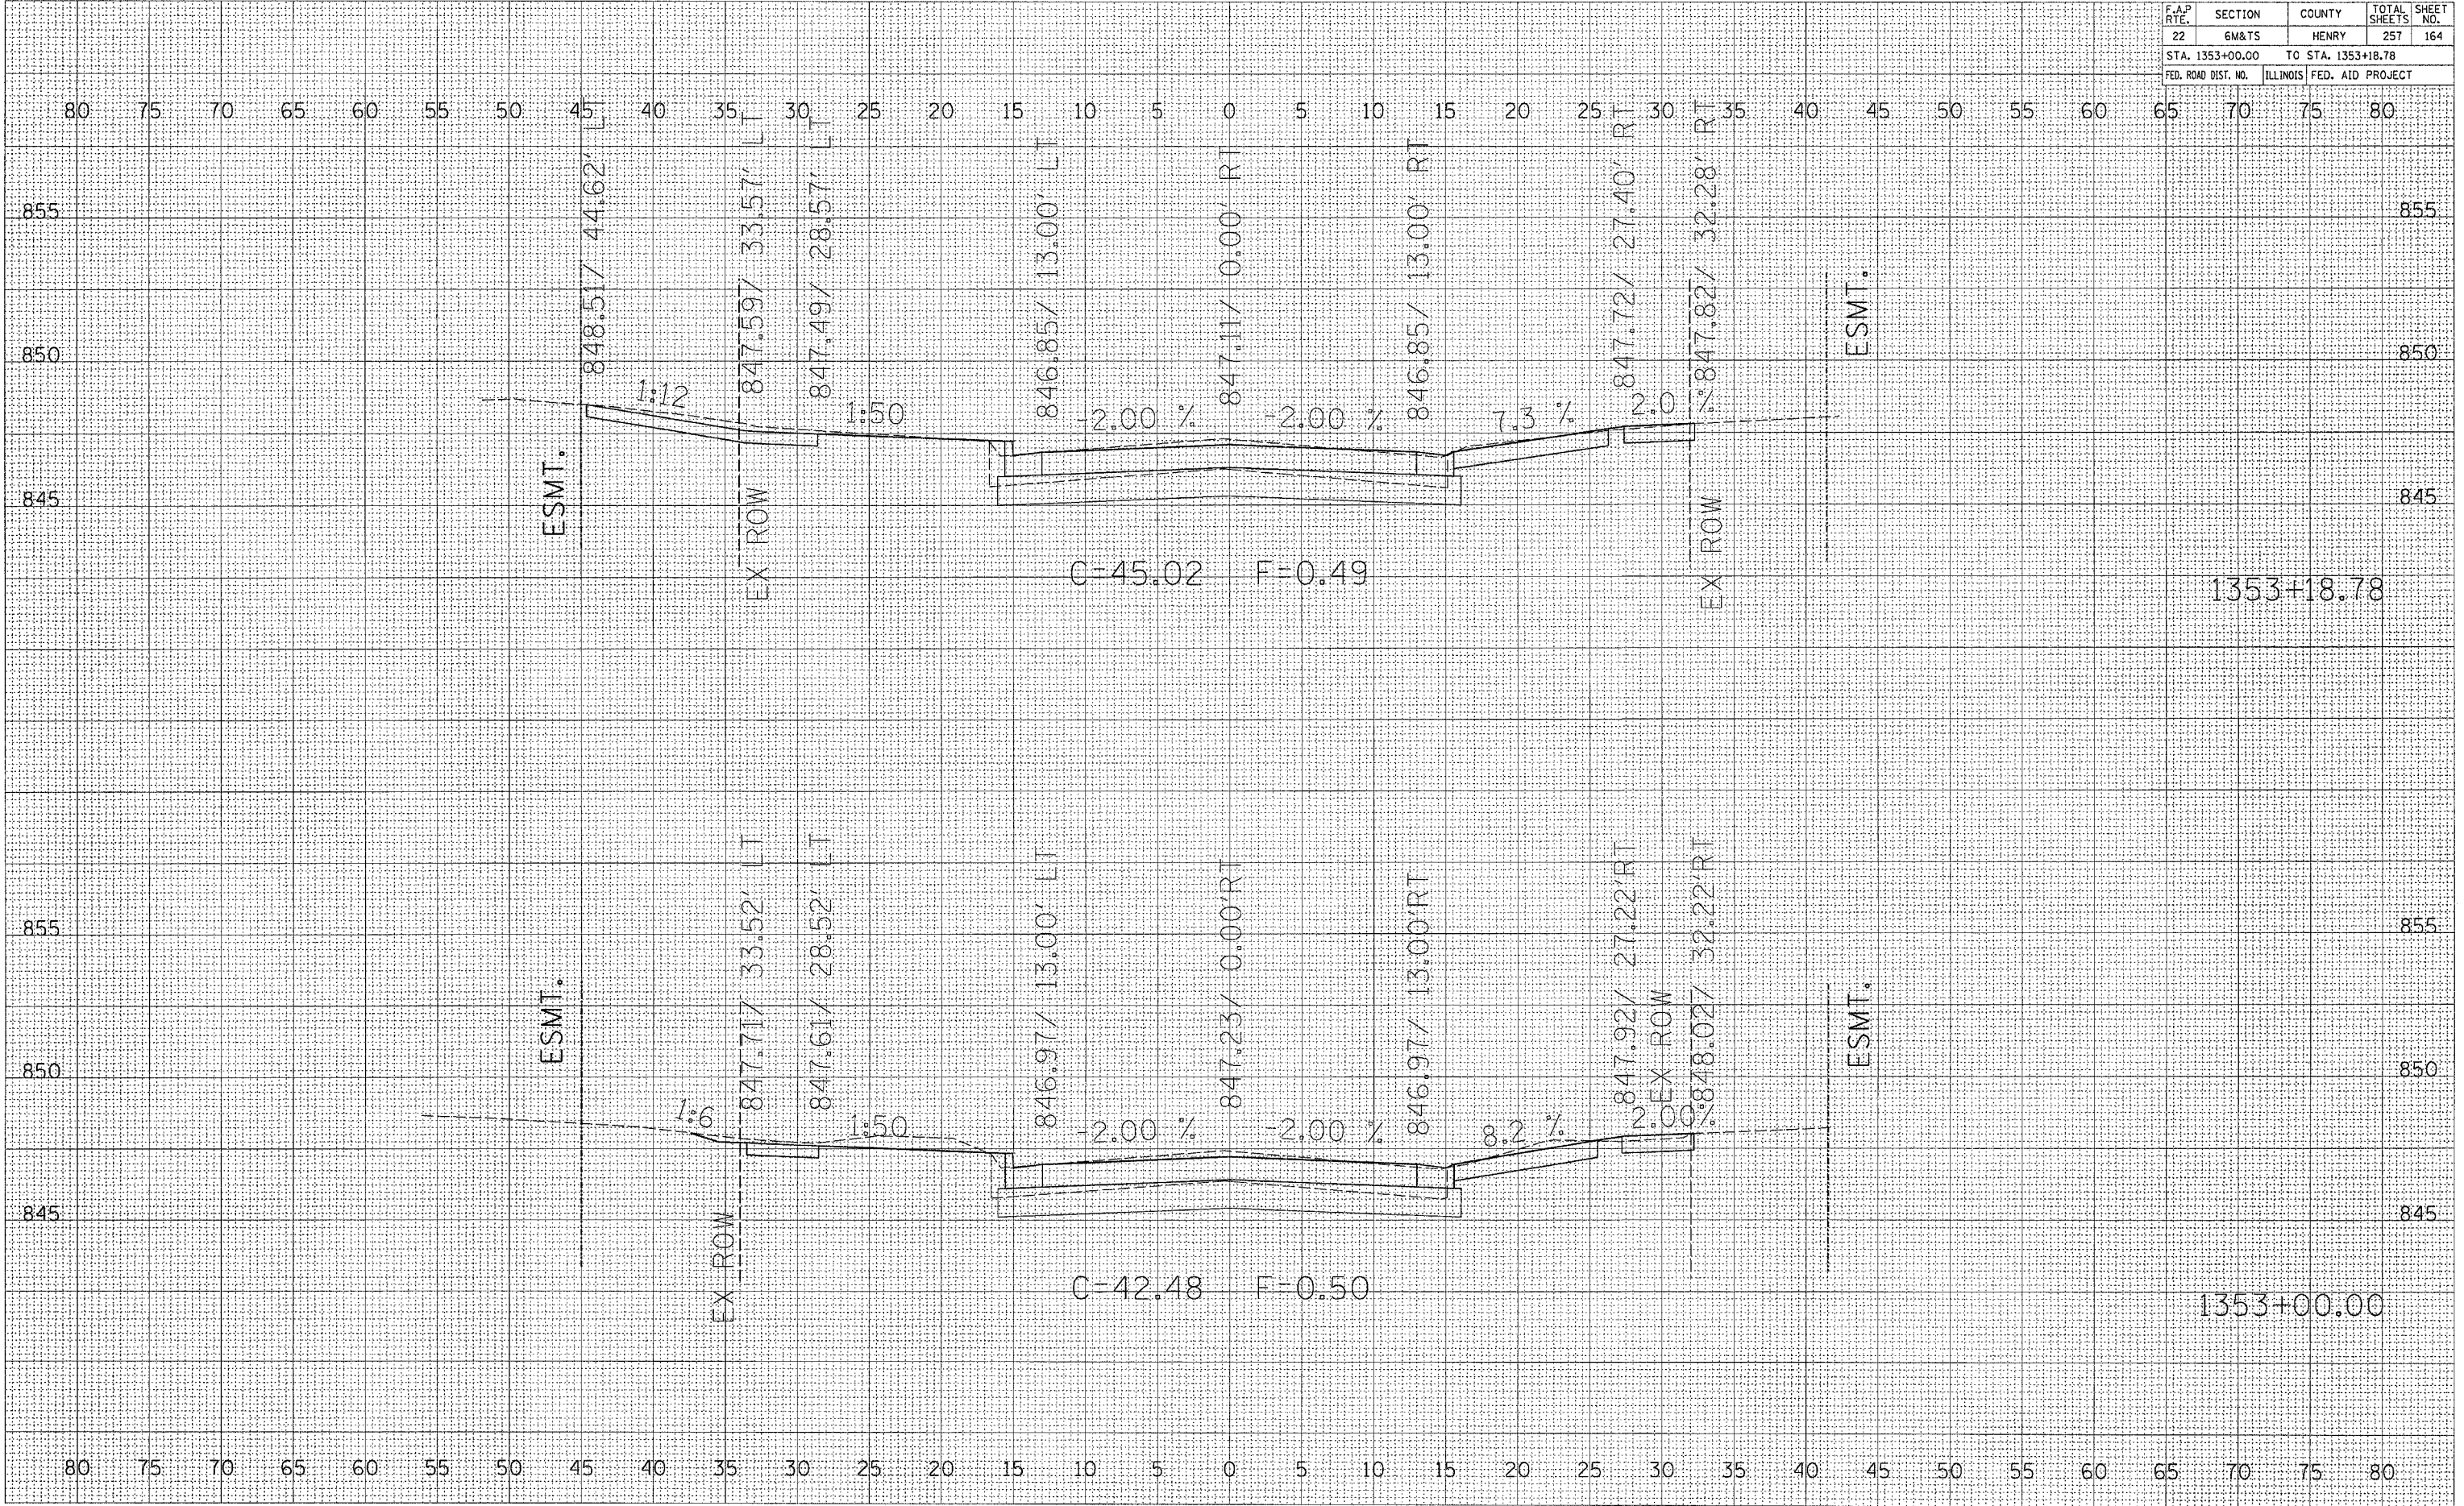 F.A.P RTE. SECTION COUNTY TOTAL SHEETS SHEET NO.
22 6M&TS HENRY 257 164
STA. 1353+00.00 TO STA. 1353+18.78
FED. ROAD DIST. NO. ILLINOIS FED. AID PROJECT
80 75 70 65 60 55 50 45 40 35 30 25 20 15 10 5 0 5 10 15 20 25 30 35 40 45 50 55 60 65 70 75 80
848.51/ 44.62' LT
847.59/ 33.57' LT
847.49/ 28.57' LT
846.85/ 13.00' LT
847.11/ 0.00' RT
846.85/ 13.00' RT
847.72/ 27.40' RT
847.82/ 32.28' RT
855 855
ESMT.
850 850
1:12 1:50 -2.00 % -2.00 % 7.3 % 2.0 %
ESMT.
845 845
EX ROW
EX ROW
C=45.02 F=0.49
1353+18.78
847.71/ 33.52' LT
847.61/ 28.52' LT
846.97/ 13.00' LT
847.23/ 0.00'RT
846.97/ 13.00'RT
847.92/ 27.22'RT
EX ROW
848.02/ 32.22'RT
855 855
ESMT.
ESMT.
850 850
1:6 1:50 -2.00 % -2.00 % 8.2 % 2.00%
845 845
EX ROW
C=42.48 F=0.50
1353+00.00
80 75 70 65 60 55 50 45 40 35 30 25 20 15 10 5 0 5 10 15 20 25 30 35 40 45 50 55 60 65 70 75 80